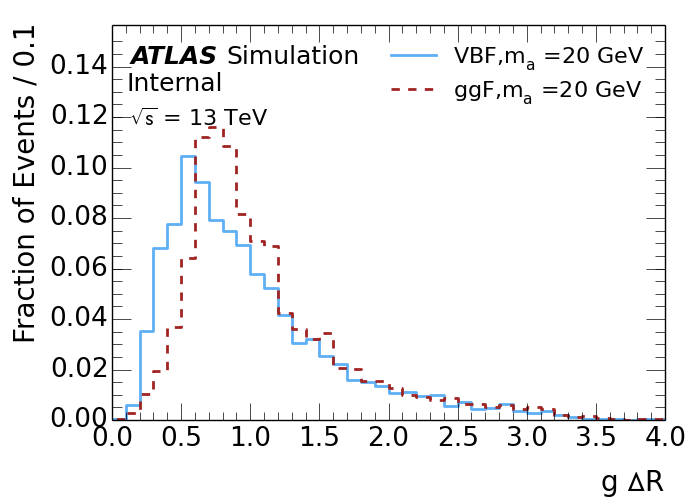 ATLAS Simulation
Internal
√s = 13 TeV
VBF,mₐ =20 GeV
ggF,mₐ =20 GeV
Fraction of Events / 0.1
0.14
0.12
0.10
0.08
0.06
0.04
0.02
0.00
0.0 0.5 1.0 1.5 2.0 2.5 3.0 3.5 4.0
g ΔR